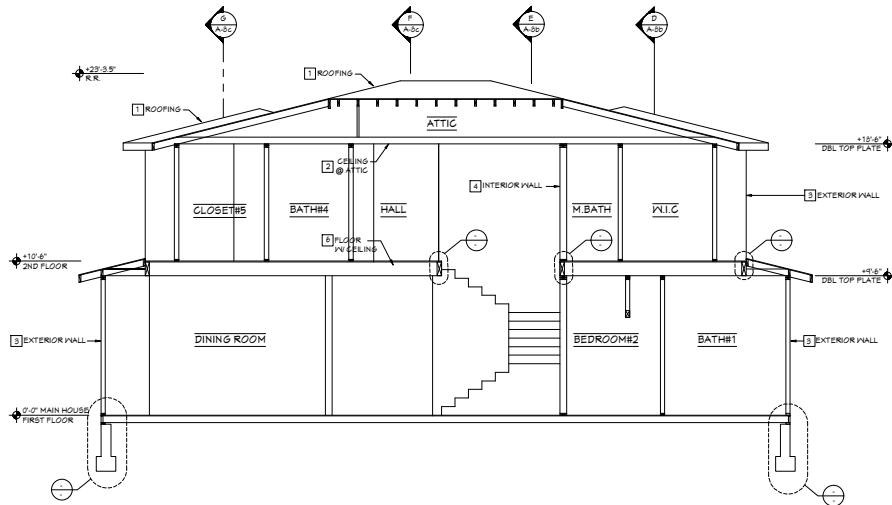 G
A-8c
F
A-8c
E
A-8b
D
A-8b
+23'-3.5"
R.R.
1 ROOFING
1 ROOFING
ATTIC
+18'-6"
DBL TOP PLATE
2 CEILING
@ ATTIC
4 INTERIOR WALL
3 EXTERIOR WALL
CLOSET#5
BATH#4
HALL
M.BATH
W.I.C
6 FLOOR
W/ CEILING
+10'-6"
2ND FLOOR
+9'-6"
DBL TOP PLATE
3 EXTERIOR WALL
DINING ROOM
BEDROOM#2
BATH#1
3 EXTERIOR WALL
0'-0" MAIN HOUSE
FIRST FLOOR